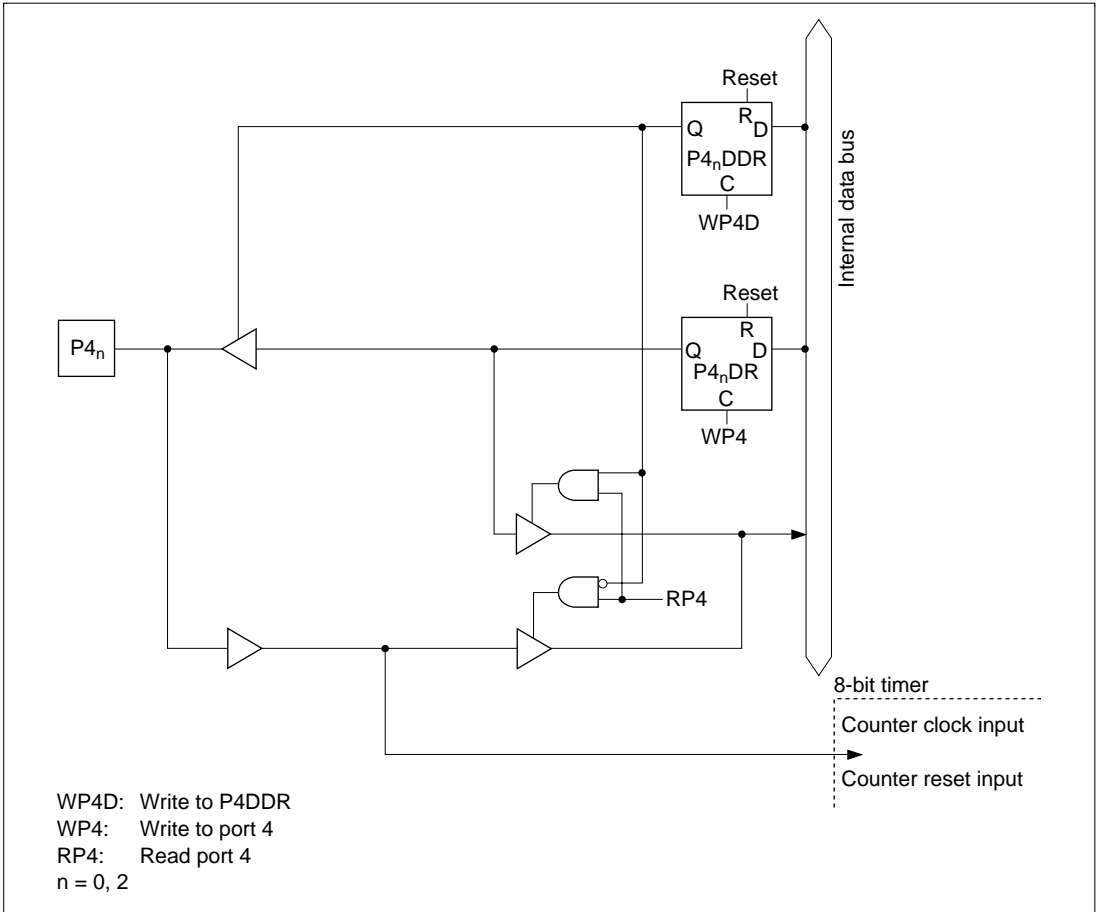 Reset
R
Q D
P4nDDR
C
WP4D
Internal data bus
Reset
R
P4n
Q D
P4nDR
C
WP4
RP4
8-bit timer
Counter clock input
Counter reset input
WP4D: Write to P4DDR
WP4: Write to port 4
RP4: Read port 4
n = 0, 2